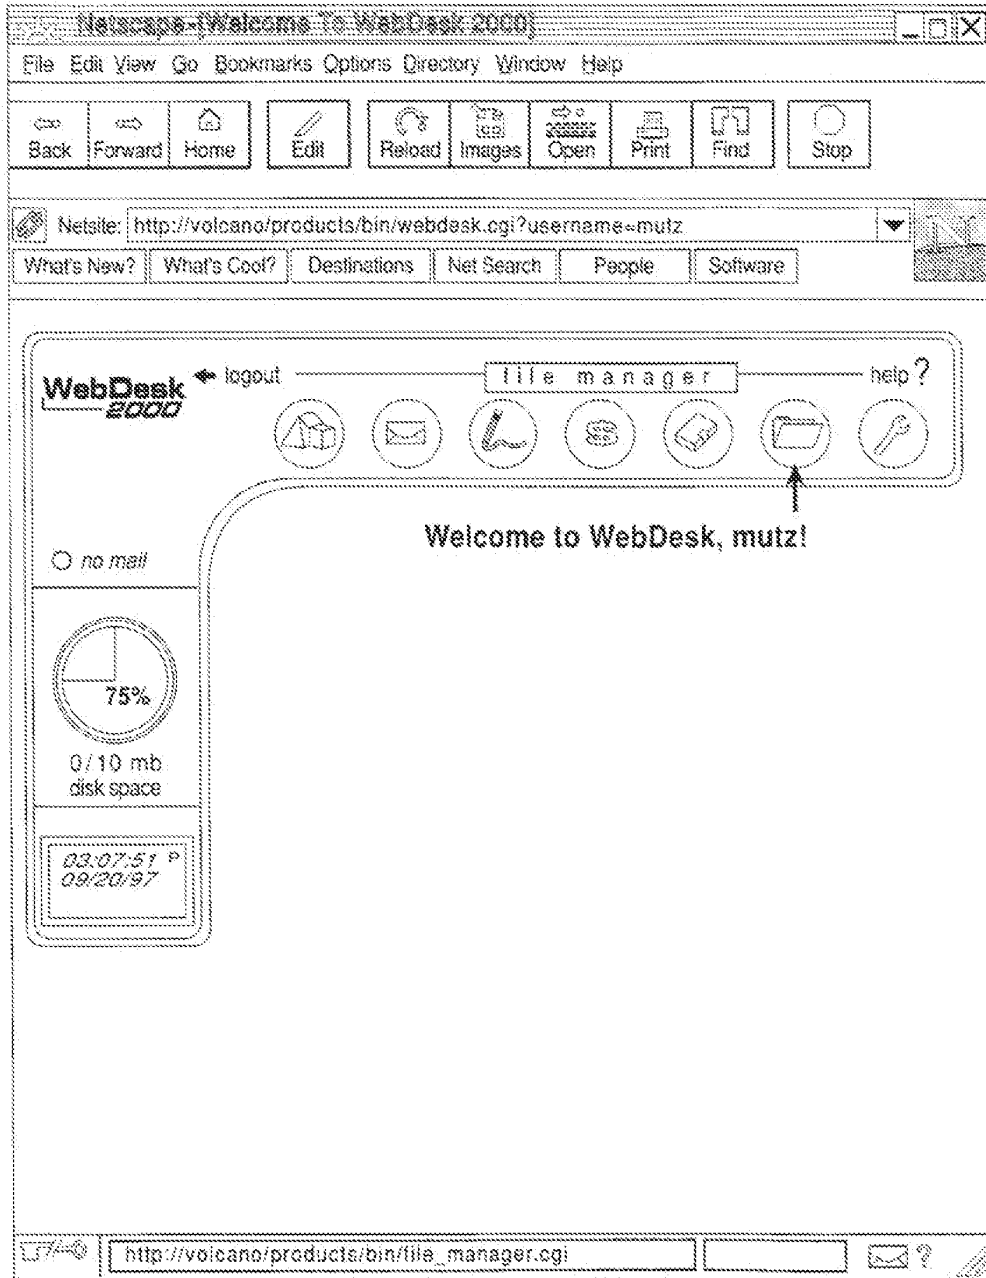 Netscape-[Welcome To WebDesk 2000]
File Edit View Go Bookmarks Options Directory Window Help
Back Forward Home Edit Reload Images Open Print Find Stop
Netsite: http://volcano/products/bin/webdesk.cgi?username=mutz
What's New? What's Cool? Destinations Net Search People Software
WebDesk 2000
logout
file manager
help ?
Welcome to WebDesk, mutz!
no mail
75%
0/10 mb
disk space
03:07:51 P
09/20/97
http://volcano/products/bin/file_manager.cgi
?